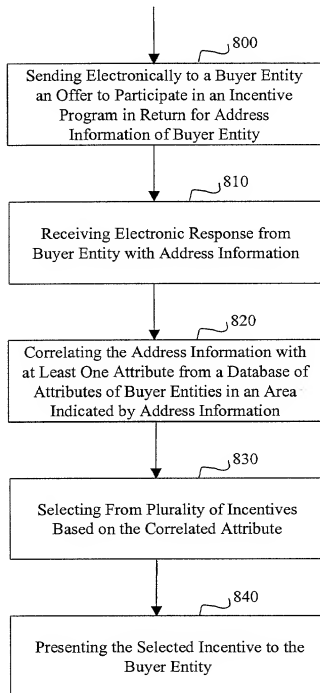 800
Sending Electronically to a Buyer Entity
an Offer to Participate in an Incentive
Program in Return for Address
Information of Buyer Entity
810
Receiving Electronic Response from
Buyer Entity with Address Information
820
Correlating the Address Information with
at Least One Attribute from a Database of
Attributes of Buyer Entities in an Area
Indicated by Address Information
830
Selecting From Plurality of Incentives
Based on the Correlated Attribute
840
Presenting the Selected Incentive to the
Buyer Entity